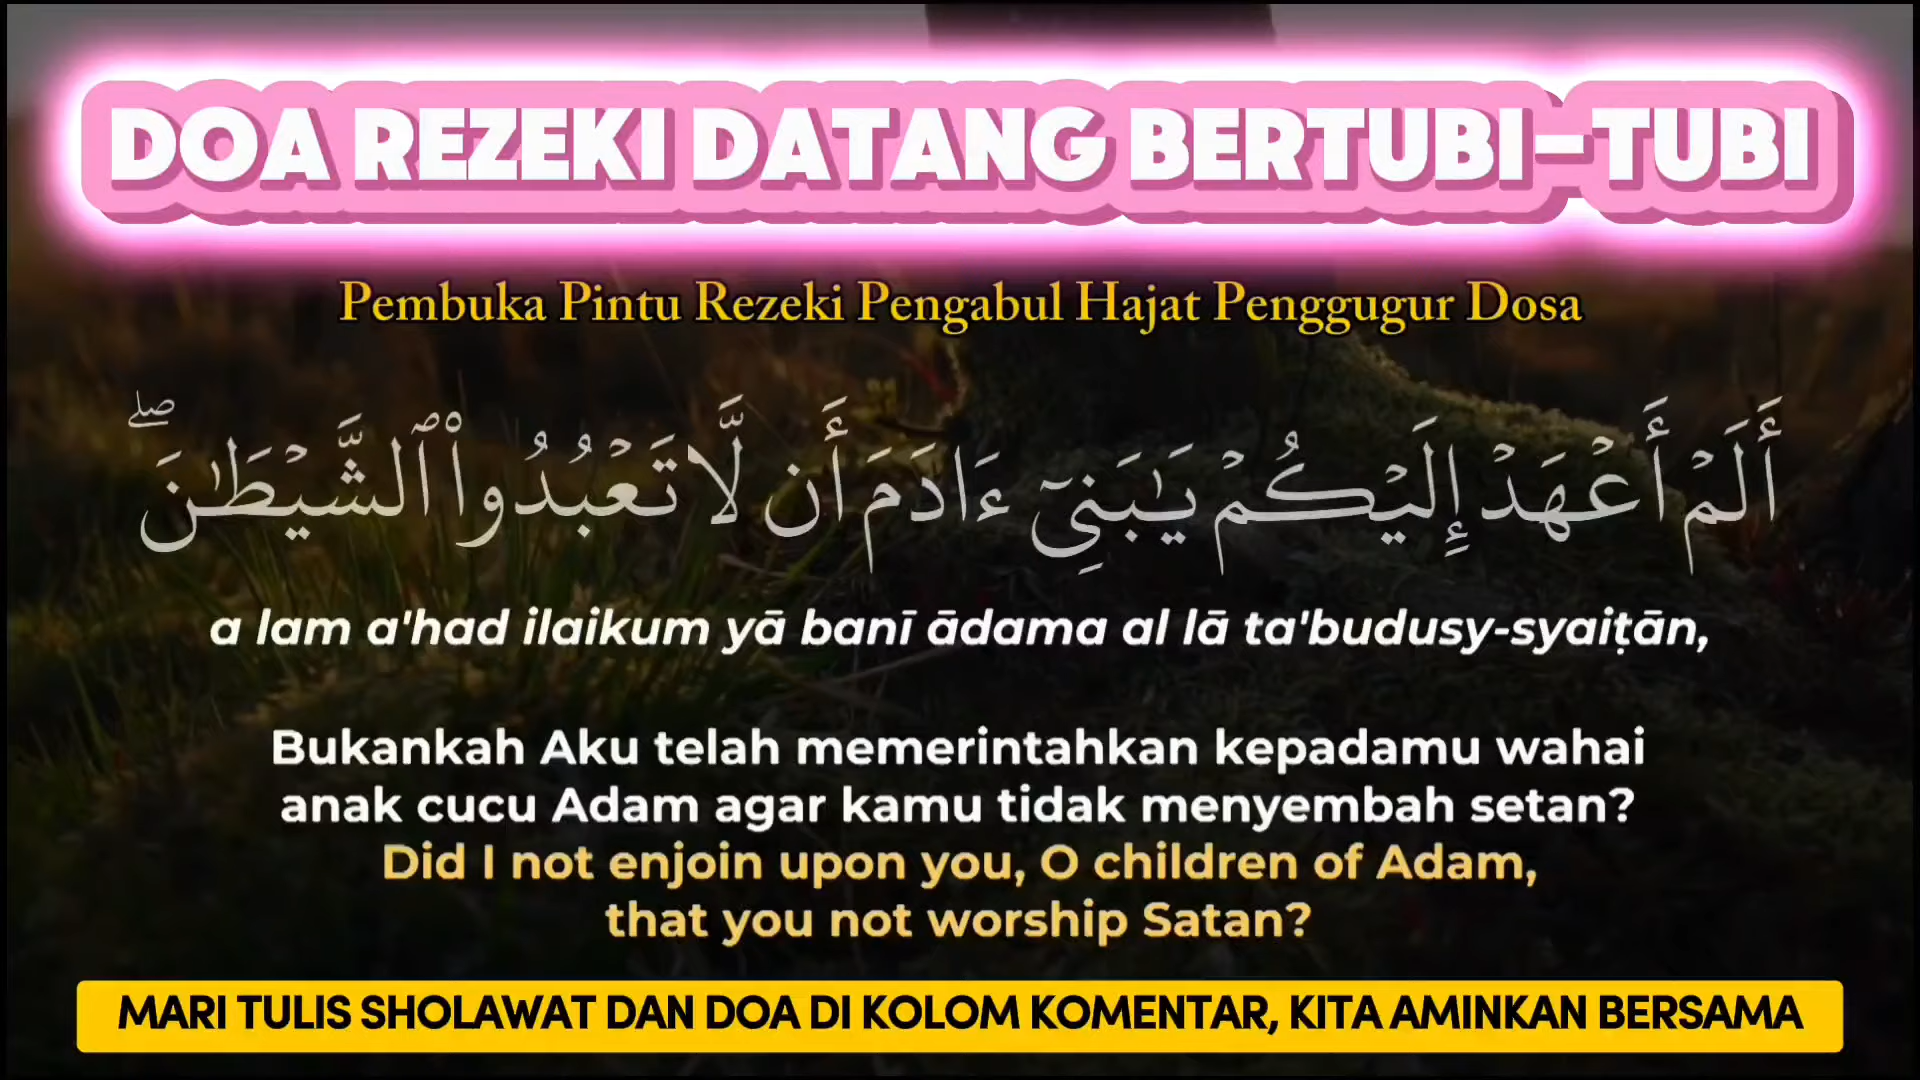 DOA REZEKI DATANG BERTUBI-TUBI
Pembuka Pintu Rezeki Pengabul Hajat Penggugur Dosa
أَلَمْ أَعْهَدْ إِلَيْكُمْ يَـٰبَنِىٓ ءَادَمَ أَن لَّا تَعْبُدُوا۟ ٱلشَّيْطَـٰنَ ۖ
a lam a'had ilaikum yā banī ādama al lā ta'budusy-syaiṭān,
Bukankah Aku telah memerintahkan kepadamu wahai
anak cucu Adam agar kamu tidak menyembah setan?
Did I not enjoin upon you, O children of Adam,
that you not worship Satan?
MARI TULIS SHOLAWAT DAN DOA DI KOLOM KOMENTAR, KITA AMINKAN BERSAMA